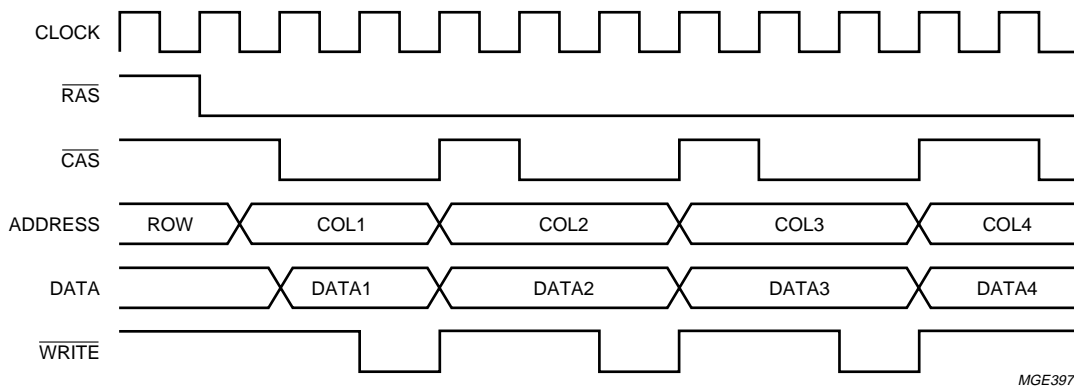 CLOCK
RAS
CAS
ADDRESS ROW COL1 COL2 COL3 COL4
DATA DATA1 DATA2 DATA3 DATA4
WRITE
MGE397